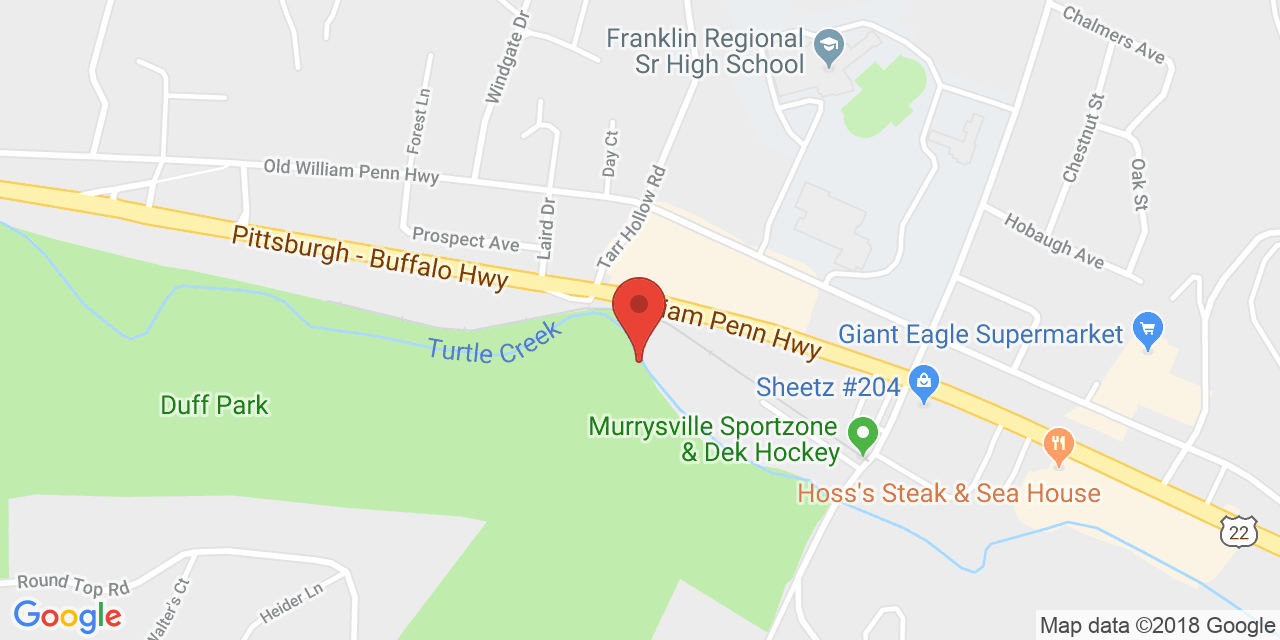 Chalmers Ave
Franklin Regional
Sr High School
Windgate Dr
Forest Ln
Chestnut St
Day Ct
Old William Penn Hwy
Oak St
Tarr Hollow Rd
Laird Dr
Prospect Ave
Hobaugh Ave
Pittsburgh - Buffalo Hwy
iam Penn Hwy
Turtle Creek
Giant Eagle Supermarket
Sheetz #204
Duff Park
Murrysville Sportzone
& Dek Hockey
Hoss's Steak & Sea House
22
Round Top Rd
Walter's Ct
Heider Ln
Google
Map data ©2018 Google